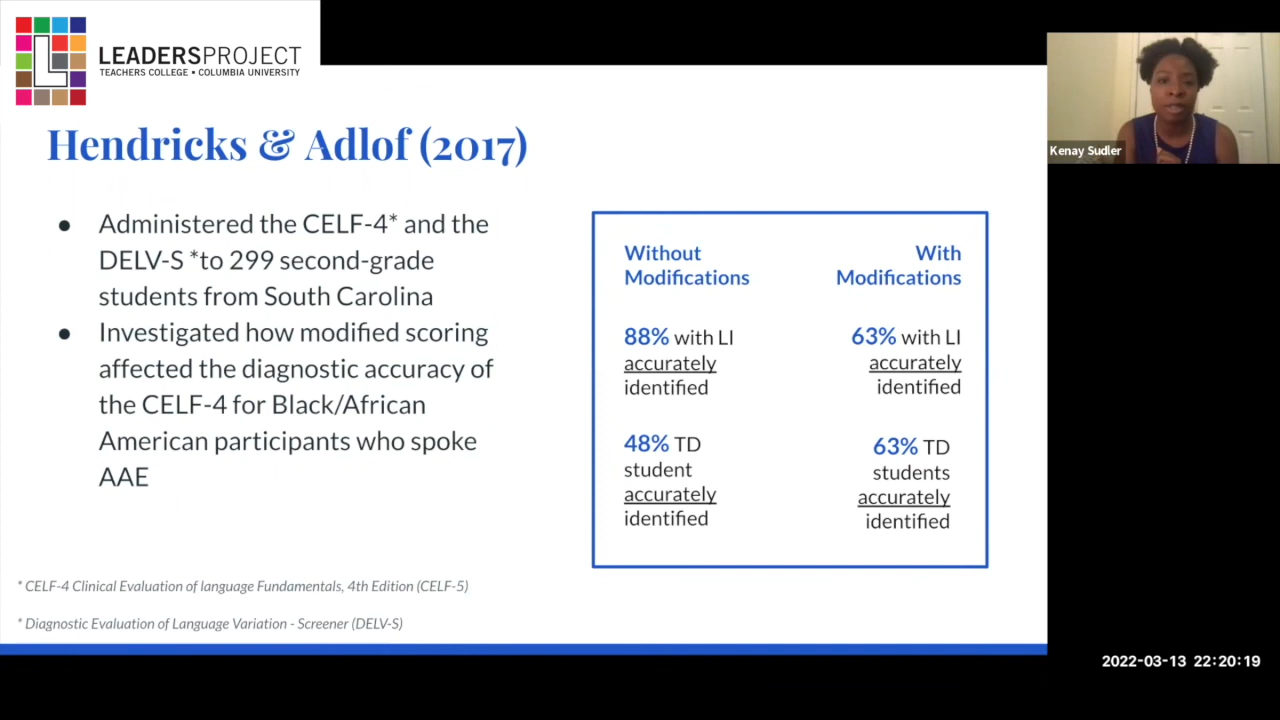 LEADERSPROJECT
TEACHERS COLLEGE • COLUMBIA UNIVERSITY
Hendricks & Adlof (2017)
● Administered the CELF-4* and the
DELV-S *to 299 second-grade
students from South Carolina
● Investigated how modified scoring
affected the diagnostic accuracy of
the CELF-4 for Black/African
American participants who spoke
AAE
Without
Modifications
88% with LI
accurately
identified
48% TD
student
accurately
identified
With
Modifications
63% with LI
accurately
identified
63% TD
students
accurately
identified
* CELF-4 Clinical Evaluation of language Fundamentals, 4th Edition (CELF-5)
* Diagnostic Evaluation of Language Variation - Screener (DELV-S)
Kenay Sudler
2022-03-13 22:20:19